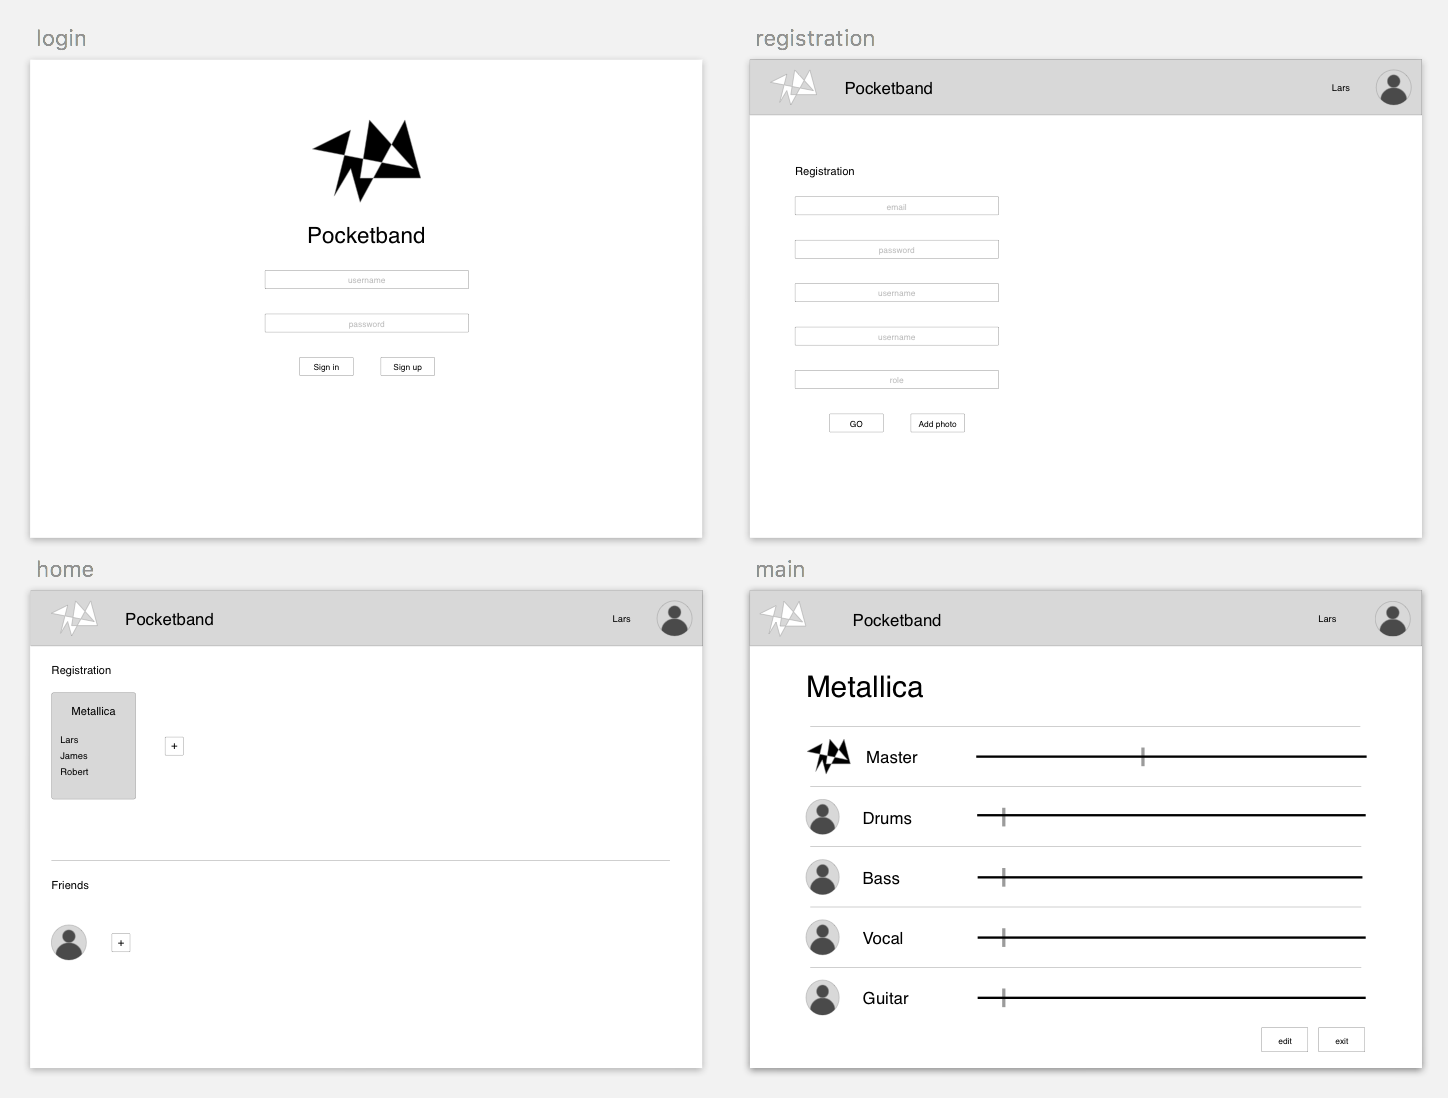 login
Pocketband
username
password
Sign in
Sign up
registration
Pocketband
Lars
Registration
email
password
username
username
role
GO
Add photo
home
Pocketband
Lars
Registration
Metallica
Lars
James
Robert
+
Friends
+
main
Pocketband
Lars
Metallica
Master
Drums
Bass
Vocal
Guitar
edit
exit